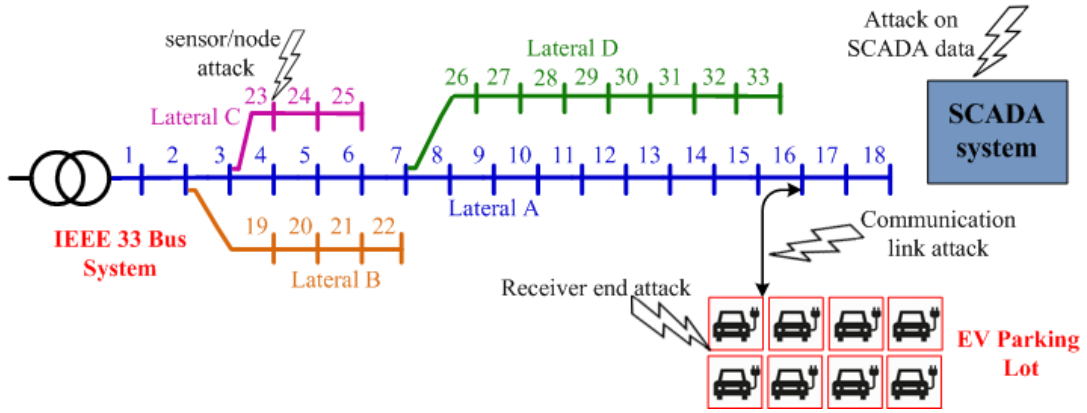 sensor/node
attack
Attack on
SCADA data
Lateral D
26 27 28 29 30 31 32 33
23 24 25
Lateral C
SCADA
system
1 2 3 4 5 6 7 8 9 10 11 12 13 14 15 16 17 18
Lateral A
19 20 21 22
IEEE 33 Bus
System
Lateral B
Communication
link attack
Receiver end attack
EV Parking
Lot